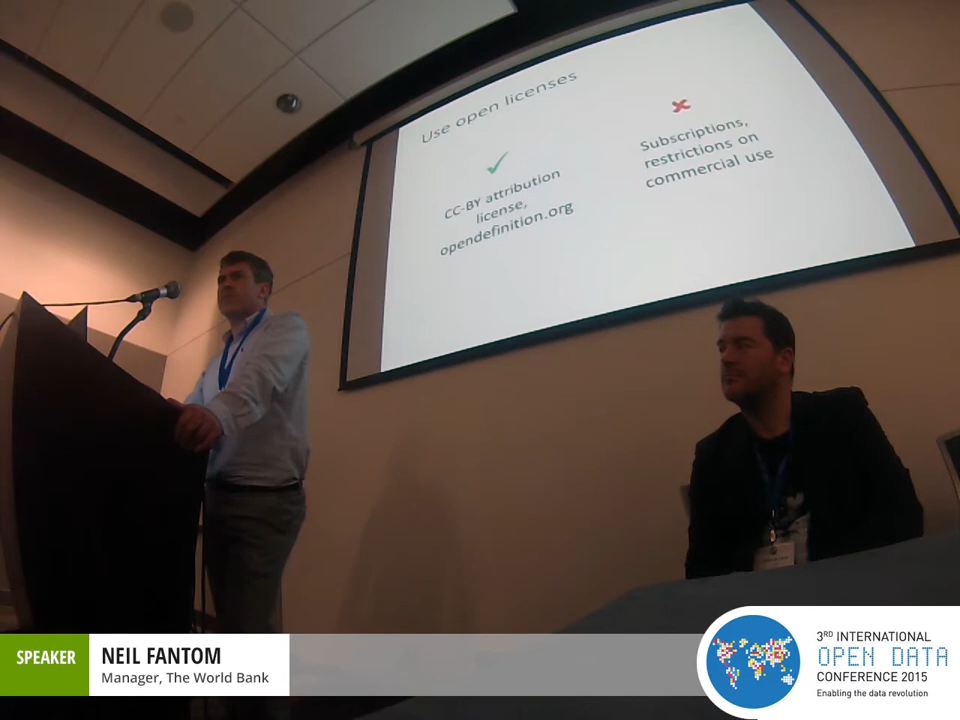 Use open licenses
✓
CC-BY attribution
license,
opendefinition.org
✗
Subscriptions,
restrictions on
commercial use
SPEAKER
NEIL FANTOM
Manager, The World Bank
3RD INTERNATIONAL
OPEN DATA
CONFERENCE 2015
Enabling the data revolution